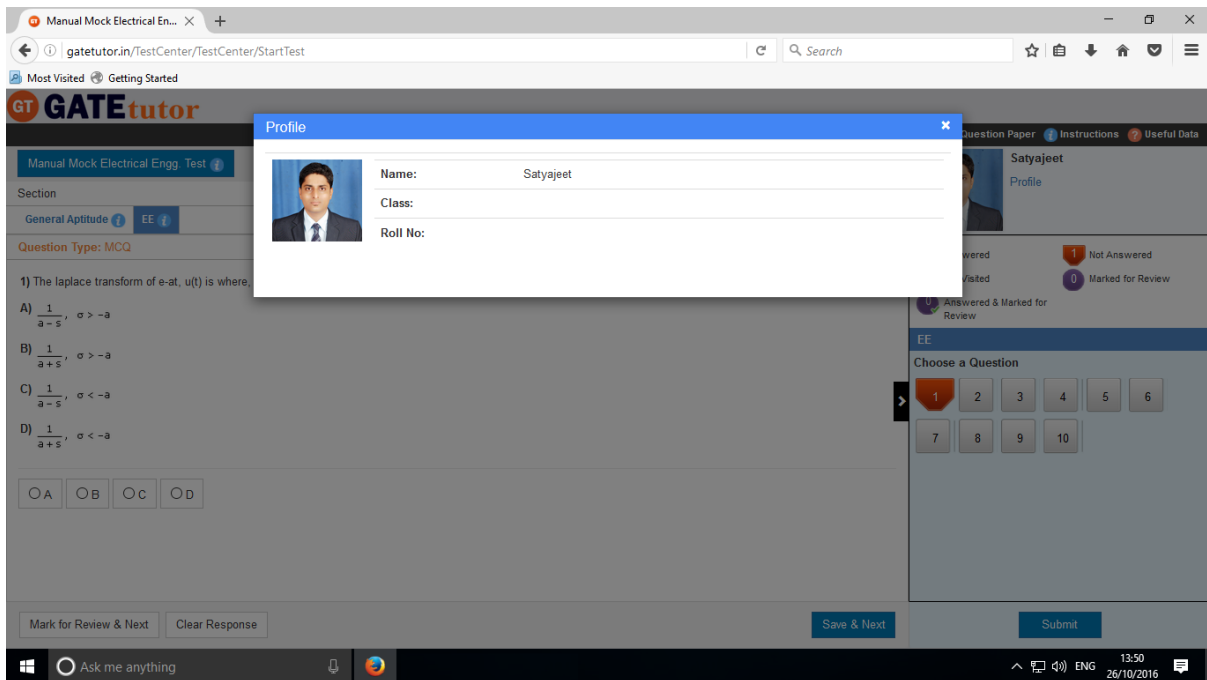 Manual Mock Electrical En...
gatetutor.in/TestCenter/TestCenter/StartTest
Search
Most Visited Getting Started
GT GATEtutor
Profile
Question Paper Instructions Useful Data
Manual Mock Electrical Engg. Test
Name: Satyajeet
Class:
Roll No:
Satyajeet
Profile
Section
General Aptitude EE
Question Type: MCQ
1) The laplace transform of e-at, u(t) is where,
A) 1/(a – s), σ > –a
B) 1/(a + s), σ > –a
C) 1/(a – s), σ < –a
D) 1/(a + s), σ < –a
A B C D
wered
1 Not Answered
Visited
0 Marked for Review
0 Answered & Marked for
Review
EE
Choose a Question
1 2 3 4 5 6
7 8 9 10
Mark for Review & Next Clear Response Save & Next Submit
Ask me anything
ENG
13:50
26/10/2016